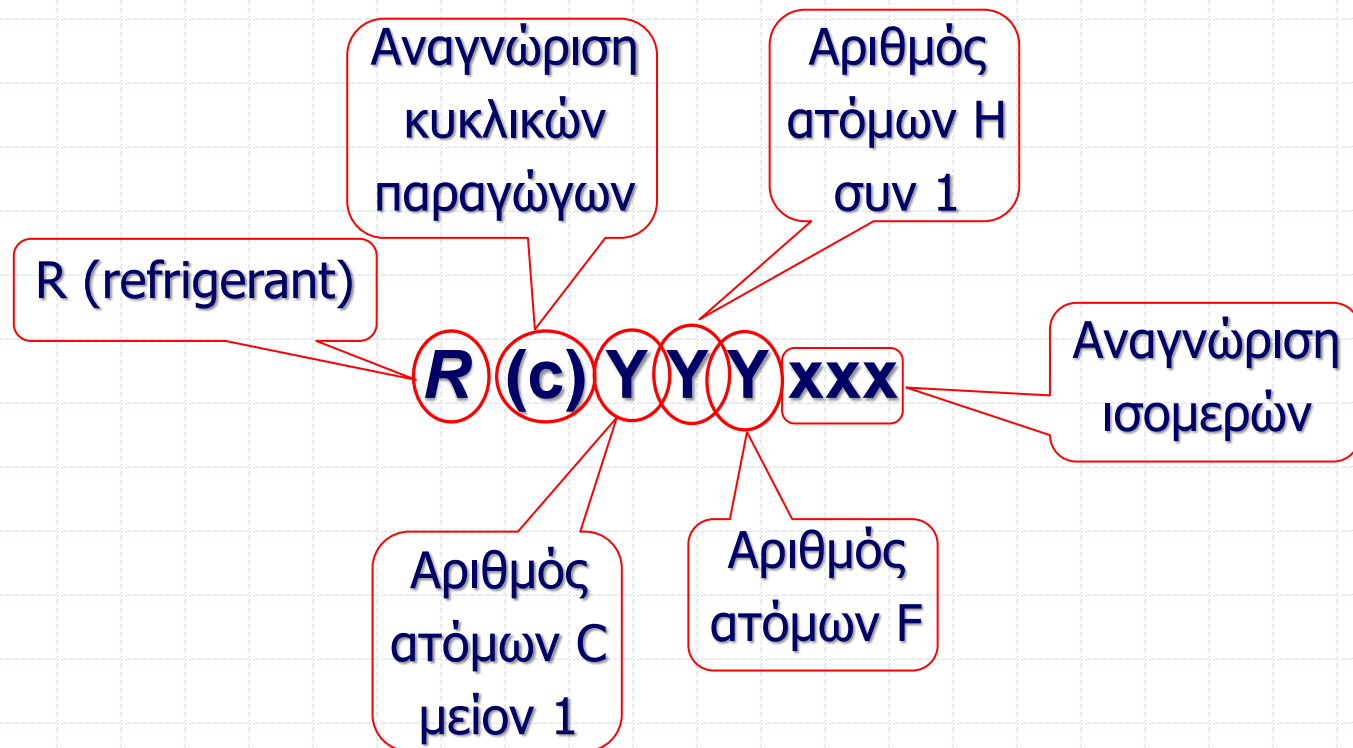 Αναγνώριση
κυκλικών
παραγώγων
Αριθμός
ατόμων H
συν 1
R (refrigerant)
R (c) Y Y Y xxx
Αναγνώριση
ισομερών
Αριθμός
ατόμων C
μείον 1
Αριθμός
ατόμων F